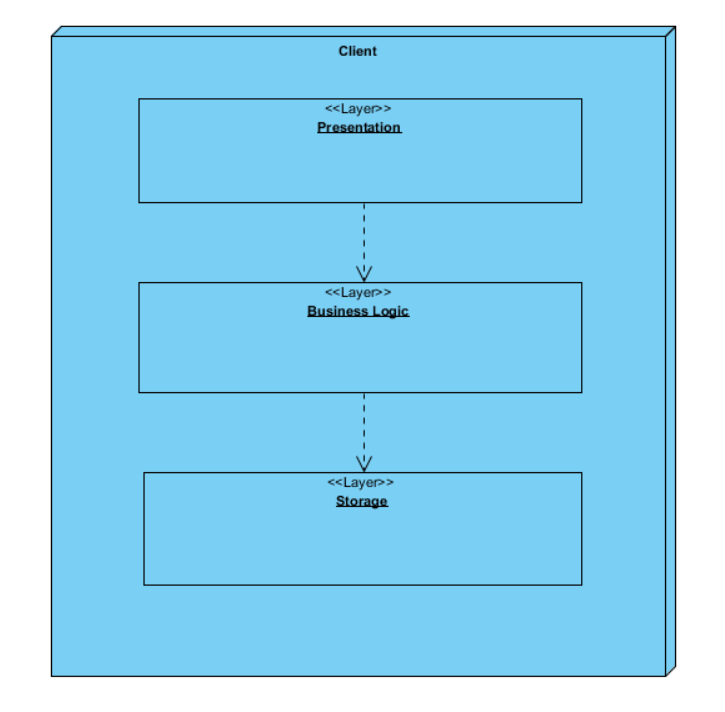 Client
<<Layer>>
Presentation
<<Layer>>
Business Logic
<<Layer>>
Storage